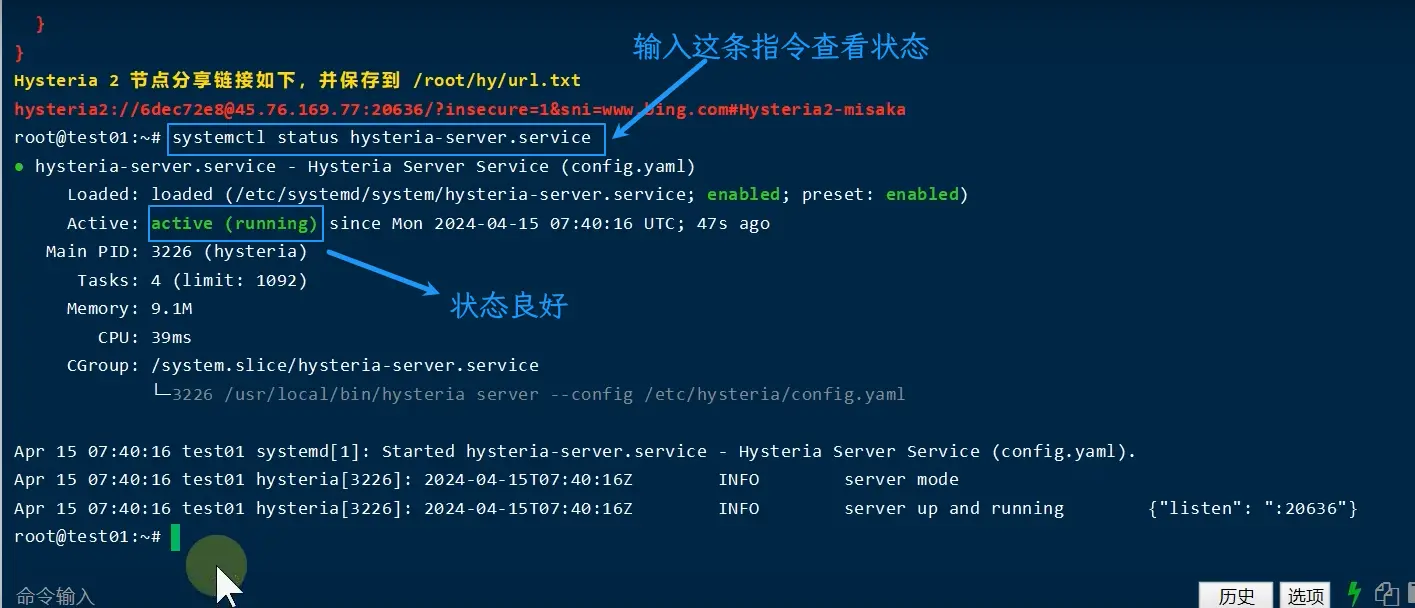 }
}
输入这条指令查看状态
Hysteria 2 节点分享链接如下，并保存到 /root/hy/url.txt
hysteria2://6dec72e8@45.76.169.77:20636/?insecure=1&sni=www.bing.com#Hysteria2-misaka
root@test01:~# systemctl status hysteria-server.service
● hysteria-server.service - Hysteria Server Service (config.yaml)
Loaded: loaded (/etc/systemd/system/hysteria-server.service; enabled; preset: enabled)
Active: active (running) since Mon 2024-04-15 07:40:16 UTC; 47s ago
Main PID: 3226 (hysteria)
Tasks: 4 (limit: 1092)
状态良好
Memory: 9.1M
CPU: 39ms
CGroup: /system.slice/hysteria-server.service
└─3226 /usr/local/bin/hysteria server --config /etc/hysteria/config.yaml
Apr 15 07:40:16 test01 systemd[1]: Started hysteria-server.service - Hysteria Server Service (config.yaml).
Apr 15 07:40:16 test01 hysteria[3226]: 2024-04-15T07:40:16Z INFO server mode
Apr 15 07:40:16 test01 hysteria[3226]: 2024-04-15T07:40:16Z INFO server up and running {"listen": ":20636"}
root@test01:~#
命令输入 历史 选项